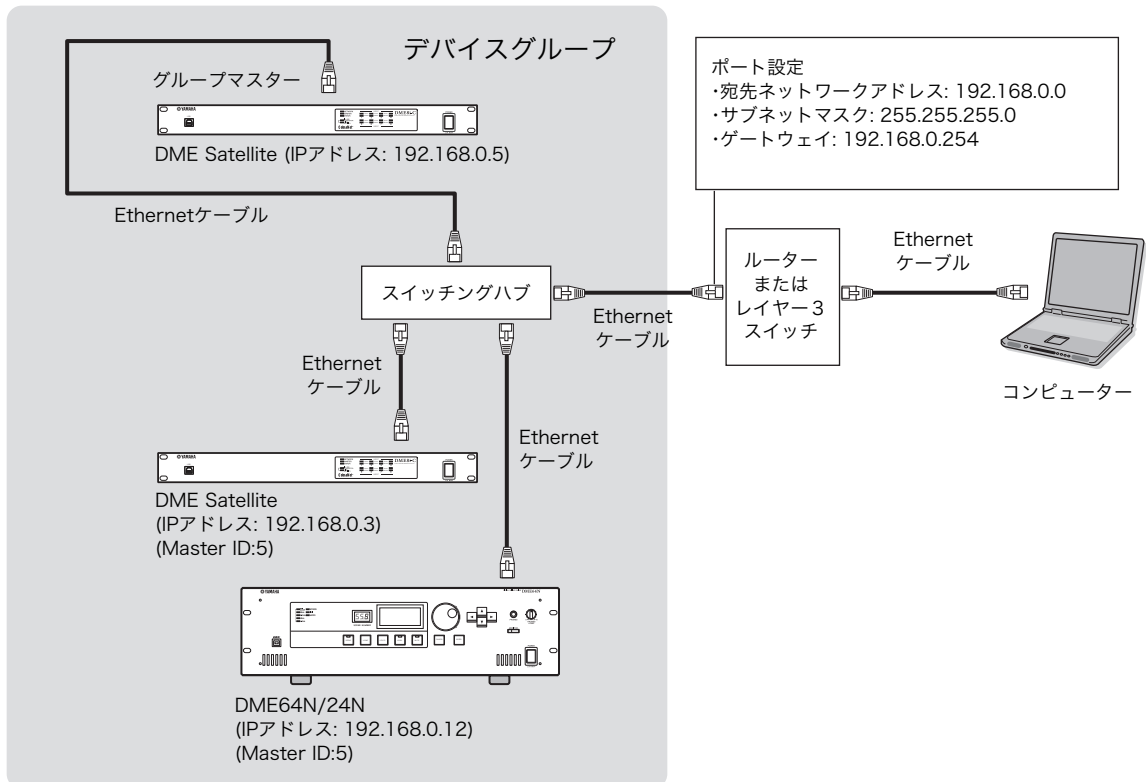 デバイスグループ
グループマスター
YAMAHA
DME8i-C
DME Satellite (IPアドレス: 192.168.0.5)
Ethernetケーブル
スイッチングハブ
Ethernet
ケーブル
ポート設定
・宛先ネットワークアドレス: 192.168.0.0
・サブネットマスク: 255.255.255.0
・ゲートウェイ: 192.168.0.254
ルーター
または
レイヤー3
スイッチ
Ethernet
ケーブル
コンピューター
Ethernet
ケーブル
Ethernet
ケーブル
YAMAHA
DME Satellite
(IPアドレス: 192.168.0.3)
(Master ID:5)
YAMAHA
DME64N
DME64N/24N
(IPアドレス: 192.168.0.12)
(Master ID:5)